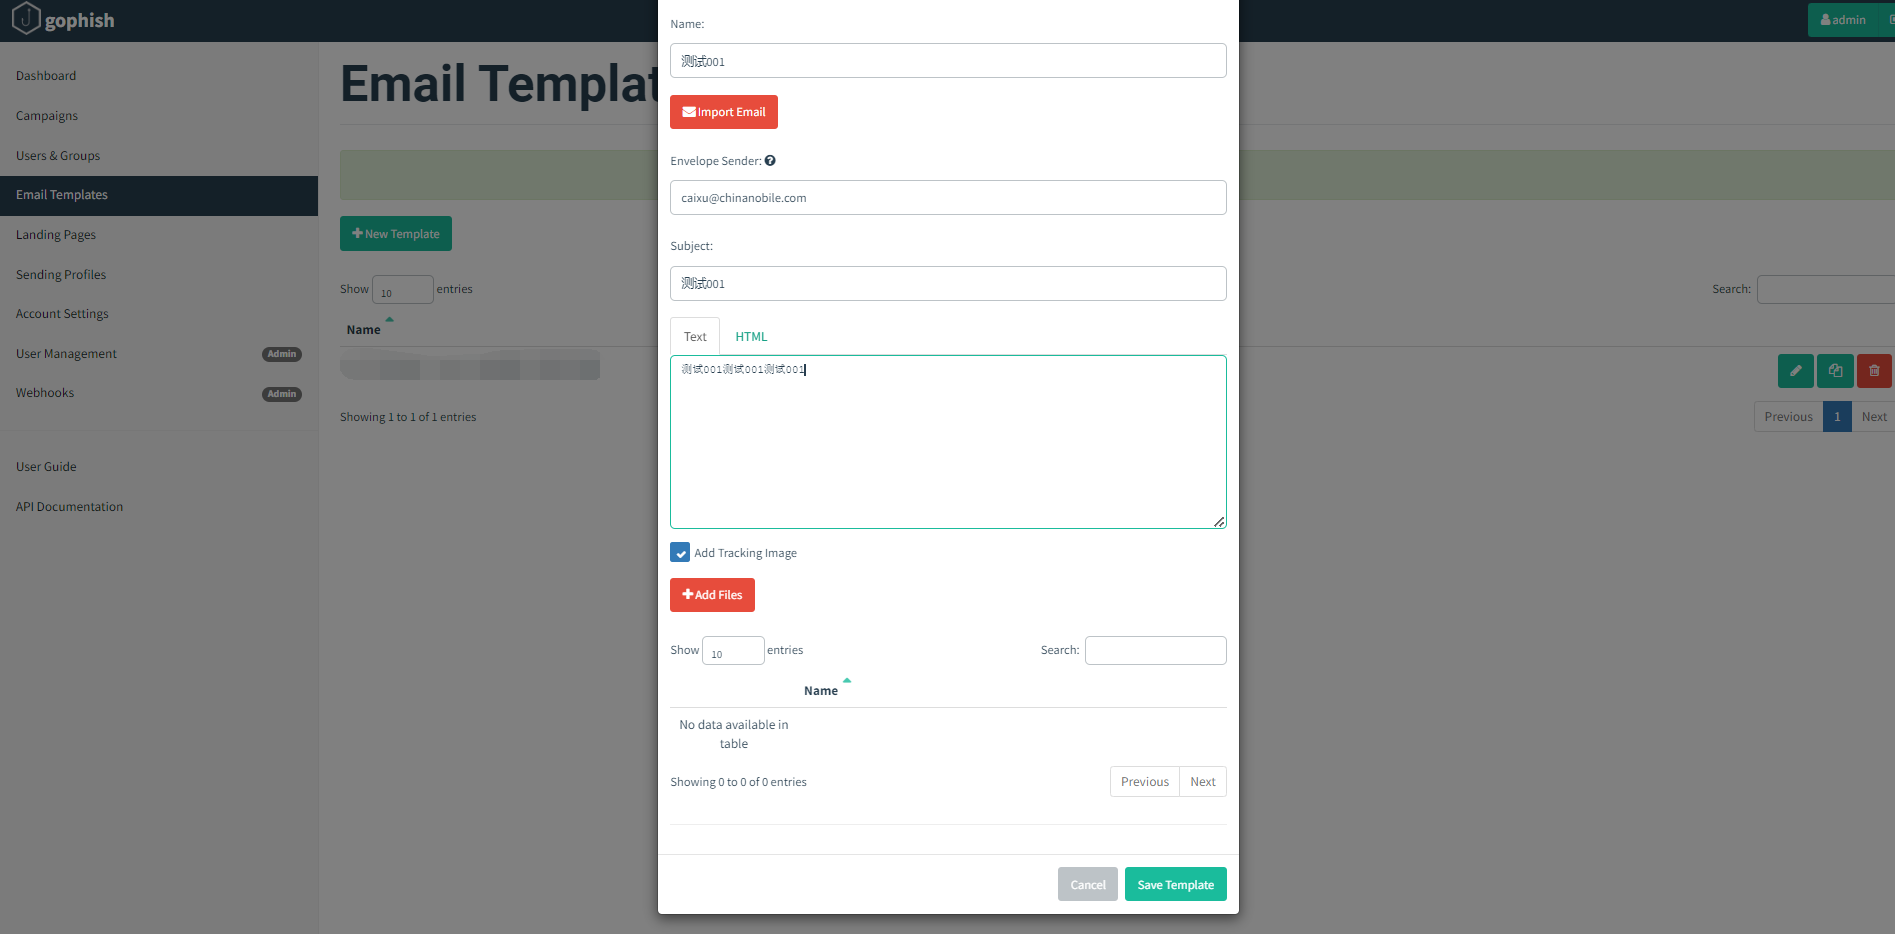 gophish
admin
Dashboard
Campaigns
Users & Groups
Email Templates
Landing Pages
Sending Profiles
Account Settings
User Management Admin
Webhooks Admin
User Guide
API Documentation
Email Templat
New Template
Show 10 entries
Search:
Name
Showing 1 to 1 of 1 entries
Previous 1 Next
Name:
测试001
Import Email
Envelope Sender:
caixu@chinanobile.com
Subject:
测试001
Text HTML
测试001测试001测试001
Add Tracking Image
Add Files
Show 10 entries
Search:
Name
No data available in
table
Showing 0 to 0 of 0 entries
Previous Next
Cancel Save Template